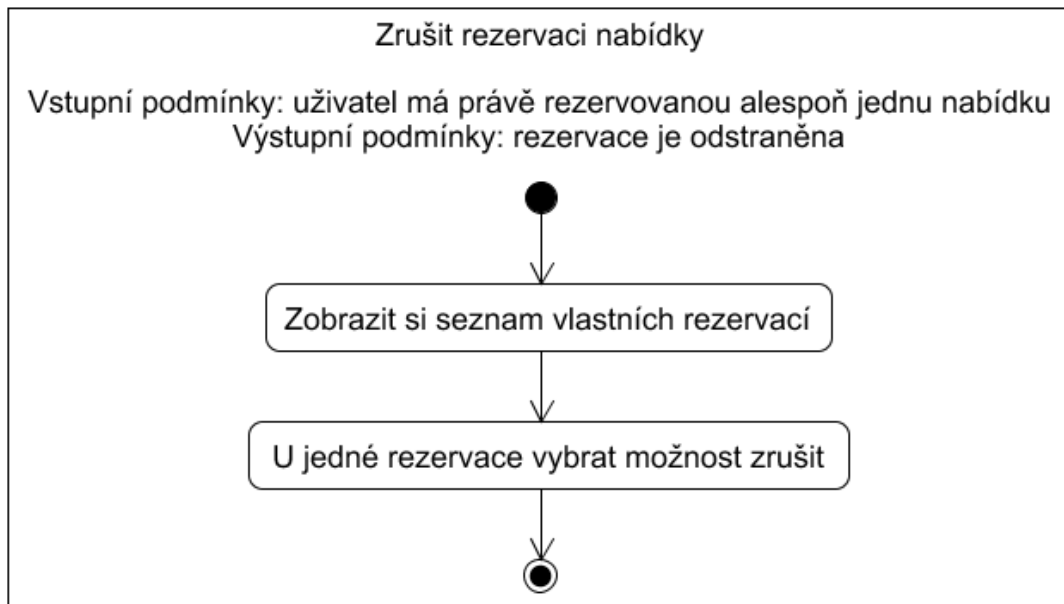 Zrušit rezervaci nabídky
Vstupní podmínky: uživatel má právě rezervovanou alespoň jednu nabídku
Výstupní podmínky: rezervace je odstraněna
Zobrazit si seznam vlastních rezervací
U jedné rezervace vybrat možnost zrušit